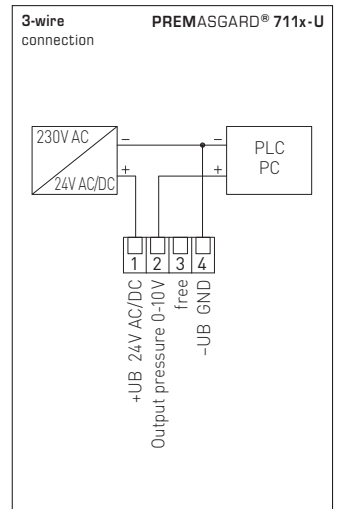 3-wire
connection
PREMASGARD® 711x-U
230V AC
24V AC/DC
–
+
–
+
PLC
PC
1 2 3 4
+UB 24V AC/DC
Output pressure 0-10V
free
–UB GND